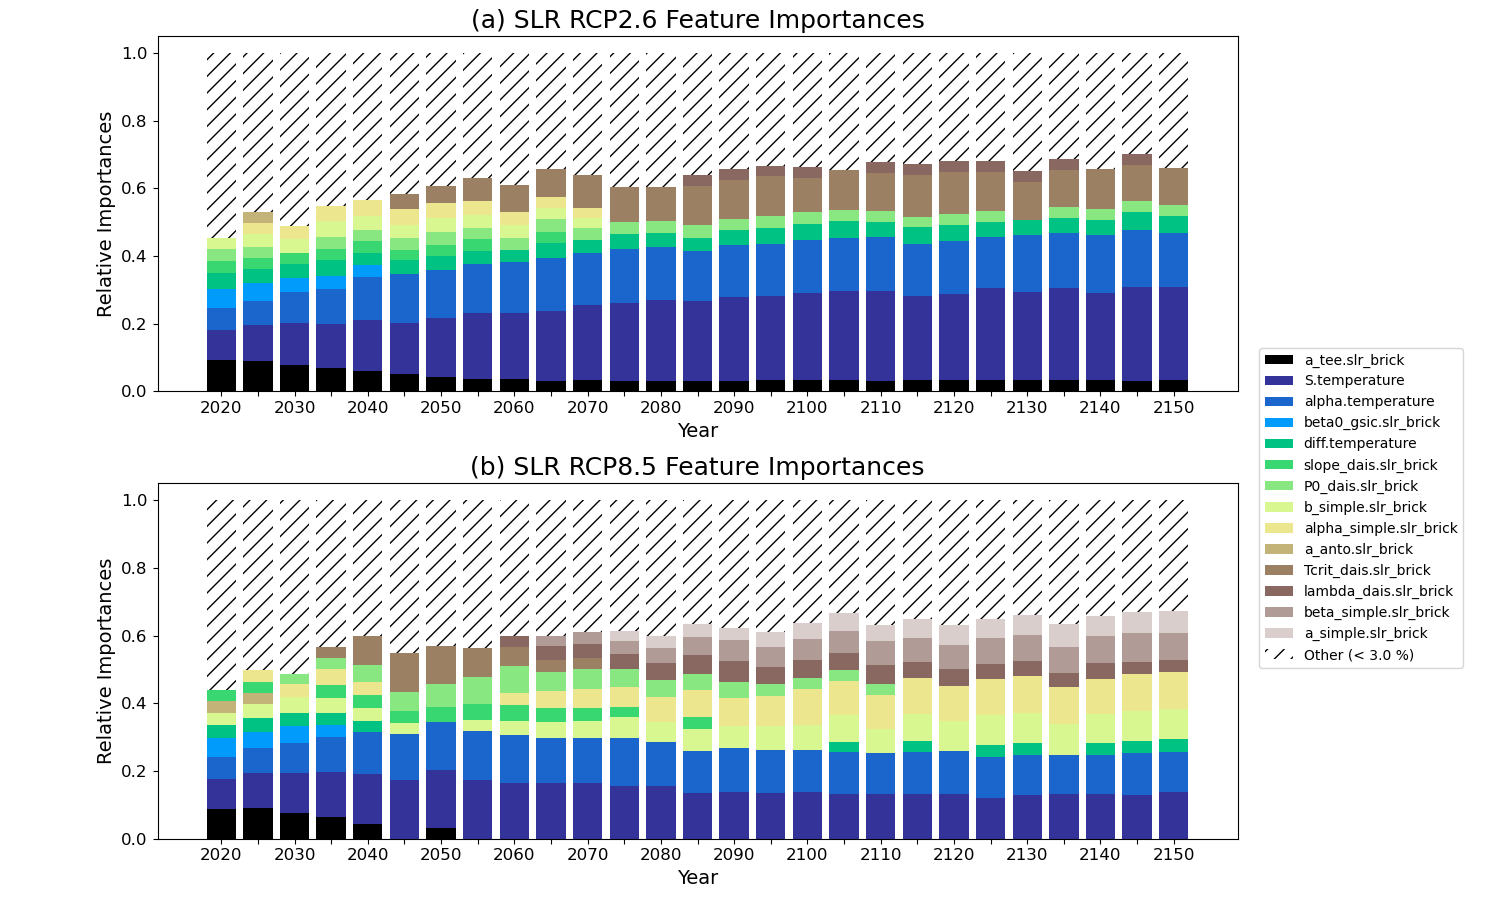 (a) SLR RCP2.6 Feature Importances
Relative Importances
1.0
0.8
0.6
0.4
0.2
0.0
2020 2030 2040 2050 2060 2070 2080 2090 2100 2110 2120 2130 2140 2150
Year
(b) SLR RCP8.5 Feature Importances
Relative Importances
1.0
0.8
0.6
0.4
0.2
0.0
2020 2030 2040 2050 2060 2070 2080 2090 2100 2110 2120 2130 2140 2150
Year
a_tee.slr_brick
S.temperature
alpha.temperature
beta0_gsic.slr_brick
diff.temperature
slope_dais.slr_brick
P0_dais.slr_brick
b_simple.slr_brick
alpha_simple.slr_brick
a_anto.slr_brick
Tcrit_dais.slr_brick
lambda_dais.slr_brick
beta_simple.slr_brick
a_simple.slr_brick
Other (< 3.0 %)